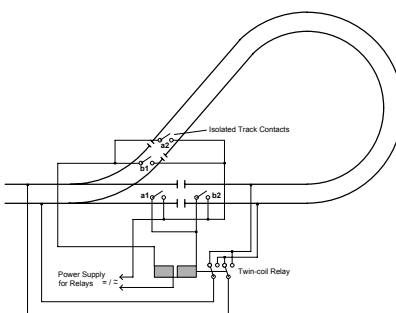 Isolated Track Contacts
a2
b1
a1
b2
Power Supply
for Relays
= / ~
Twin-coil Relay